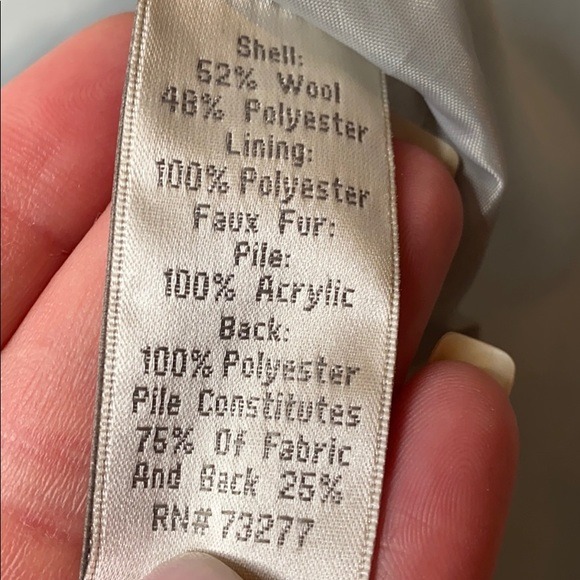 Shell:
52% Wool
48% Polyester
Lining:
100% Polyester
Faux Fur:
Pile:
100% Acrylic
Back:
100% Polyester
Pile Constitutes
75% Of Fabric
And Back 25%
RN# 73277